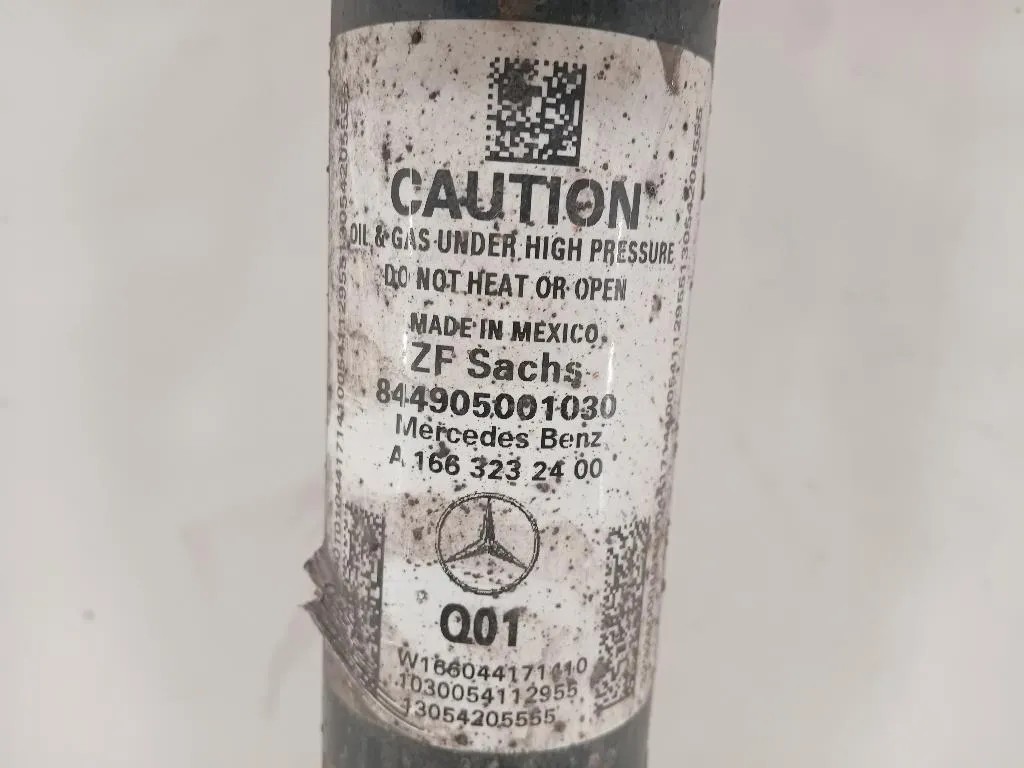 CAUTION
OIL & GAS UNDER HIGH PRESSURE
DO NOT HEAT OR OPEN
MADE IN MEXICO
ZF Sachs
844905001030
Mercedes Benz
A 166 323 24 00
Q01
1030054112955
13054205555